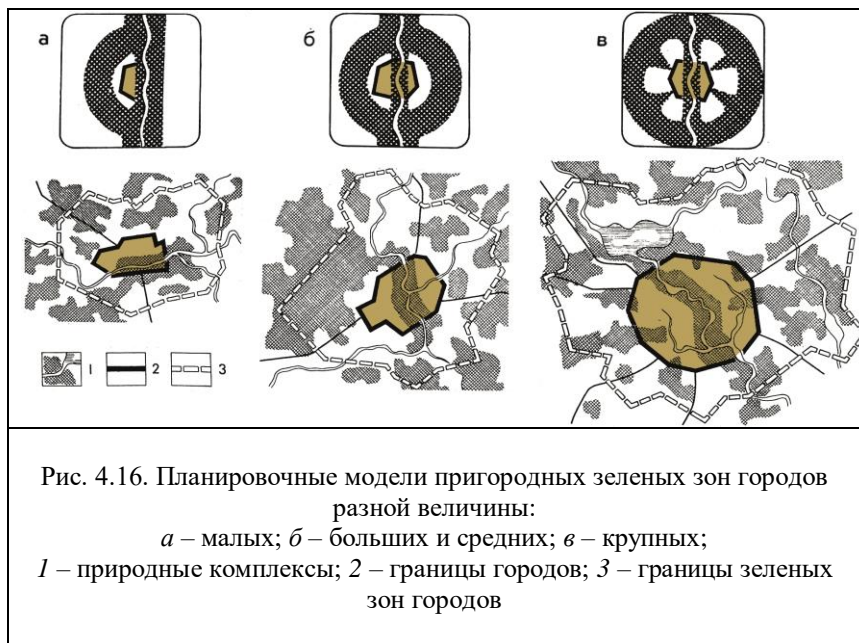 а
б
в
1
2
3
Рис. 4.16. Планировочные модели пригородных зеленых зон городов
разной величины:
а – малых; б – больших и средних; в – крупных;
1 – природные комплексы; 2 – границы городов; 3 – границы зеленых
зон городов